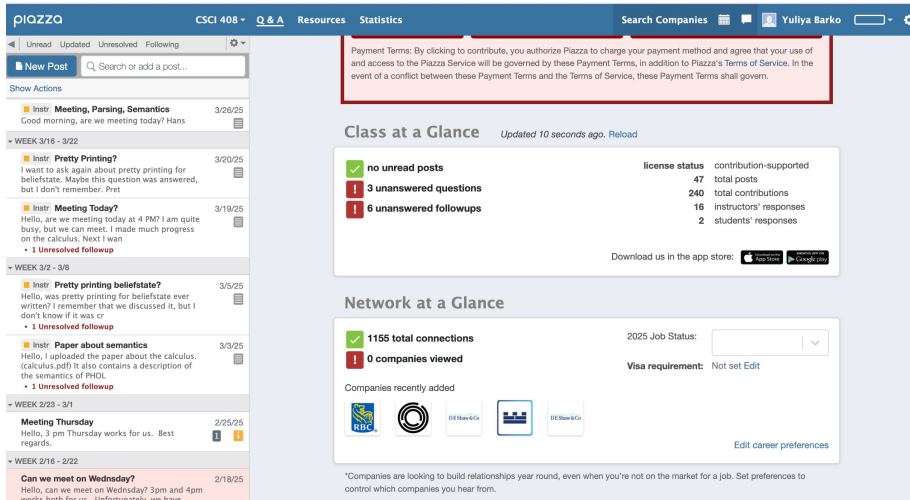 piazza
CSCI 408
Q & A
Resources
Statistics
Search Companies
Yuliya Barko
Unread Updated Unresolved Following
New Post
Search or add a post...
Show Actions
Instr Meeting, Parsing, Semantics 3/26/25
Good morning, are we meeting today? Hans
WEEK 3/16 - 3/22
Instr Pretty Printing? 3/20/25
I want to ask again about pretty printing for
beliefstate. Maybe this question was answered,
but I don't remember. Pret
Instr Meeting Today? 3/19/25
Hello, are we meeting today at 4 PM? I am quite
busy, but we can meet. I made much progress
on the calculus. Next I wan
• 1 Unresolved followup
WEEK 3/2 - 3/8
Instr Pretty printing beliefstate? 3/5/25
Hello, was pretty printing for beliefstate ever
written? I remember that we discussed it, but I
don't know if it was cr
• 1 Unresolved followup
Instr Paper about semantics 3/3/25
Hello, I uploaded the paper about the calculus.
(calculus.pdf) It also contains a description of
the semantics of PHOL
• 1 Unresolved followup
WEEK 2/23 - 3/1
Meeting Thursday 2/25/25
Hello, 3 pm Thursday works for us. Best
regards.
1 i
WEEK 2/16 - 2/22
Can we meet on Wednsday? 2/18/25
Hello, can we meet on Wednsday? 3pm and 4pm
works both for us. Unfortunately, we have
Payment Terms: By clicking to contribute, you authorize Piazza to charge your payment method and agree that your use of
and access to the Piazza Service will be governed by these Payment Terms, in addition to Piazza's Terms of Service. In the
event of a conflict between these Payment Terms and the Terms of Service, these Payment Terms shall govern.
Class at a Glance Updated 10 seconds ago. Reload
no unread posts
3 unanswered questions
6 unanswered followups
license status contribution-supported
47 total posts
240 total contributions
16 instructors' responses
2 students' responses
Download us in the app store:
Download on the App Store
ANDROID APP ON Google play
Network at a Glance
1155 total connections
0 companies viewed
2025 Job Status:
Visa requirement: Not set Edit
Companies recently added
RBC
DE Shaw & Co
DE Shaw & Co
Edit career preferences
*Companies are looking to build relationships year round, even when you're not on the market for a job. Set preferences to
control which companies you hear from.